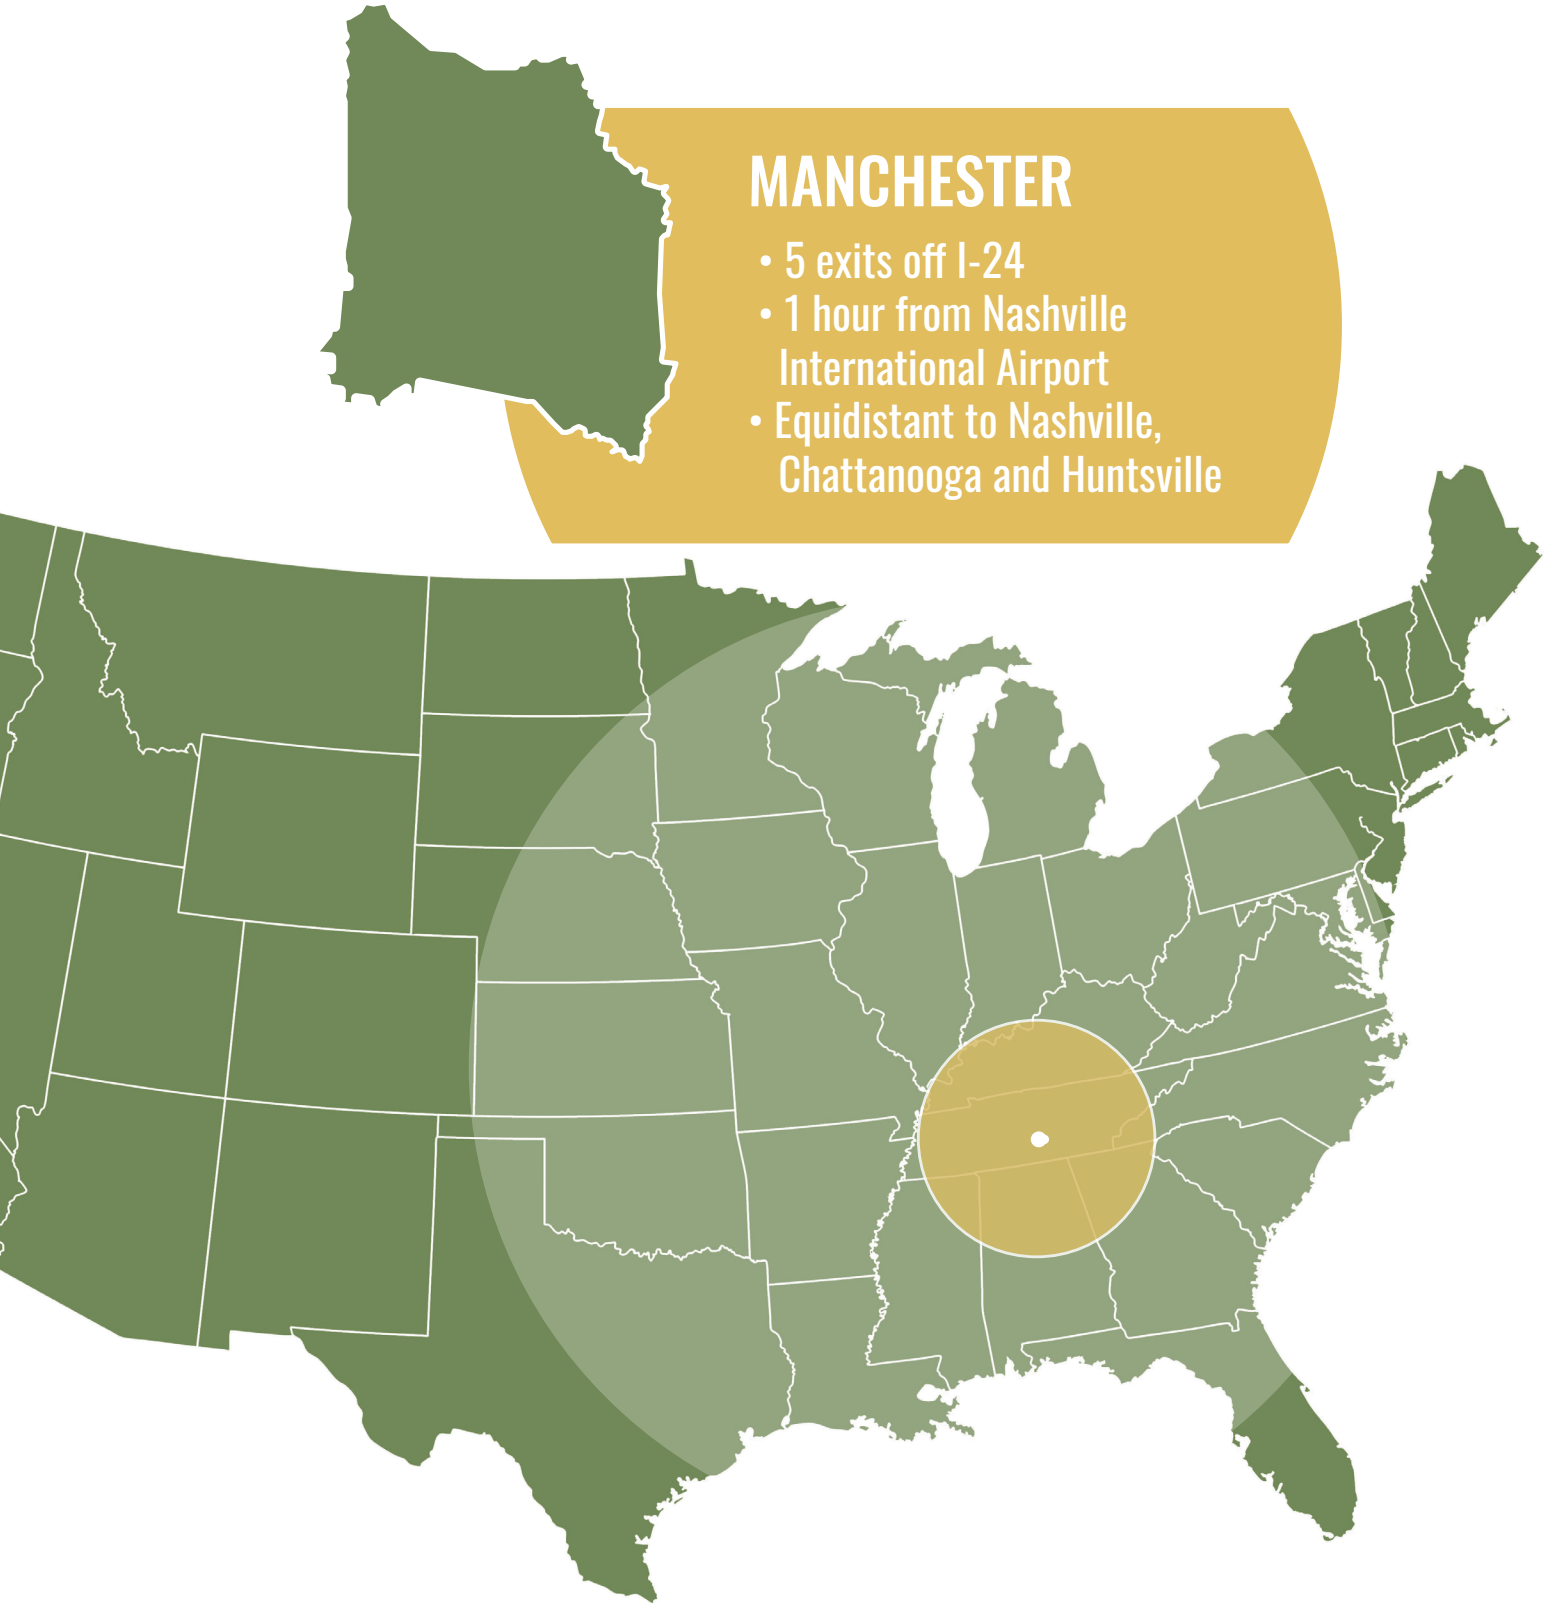 MANCHESTER
• 5 exits off I-24
• 1 hour from Nashville
International Airport
• Equidistant to Nashville,
Chattanooga and Huntsville